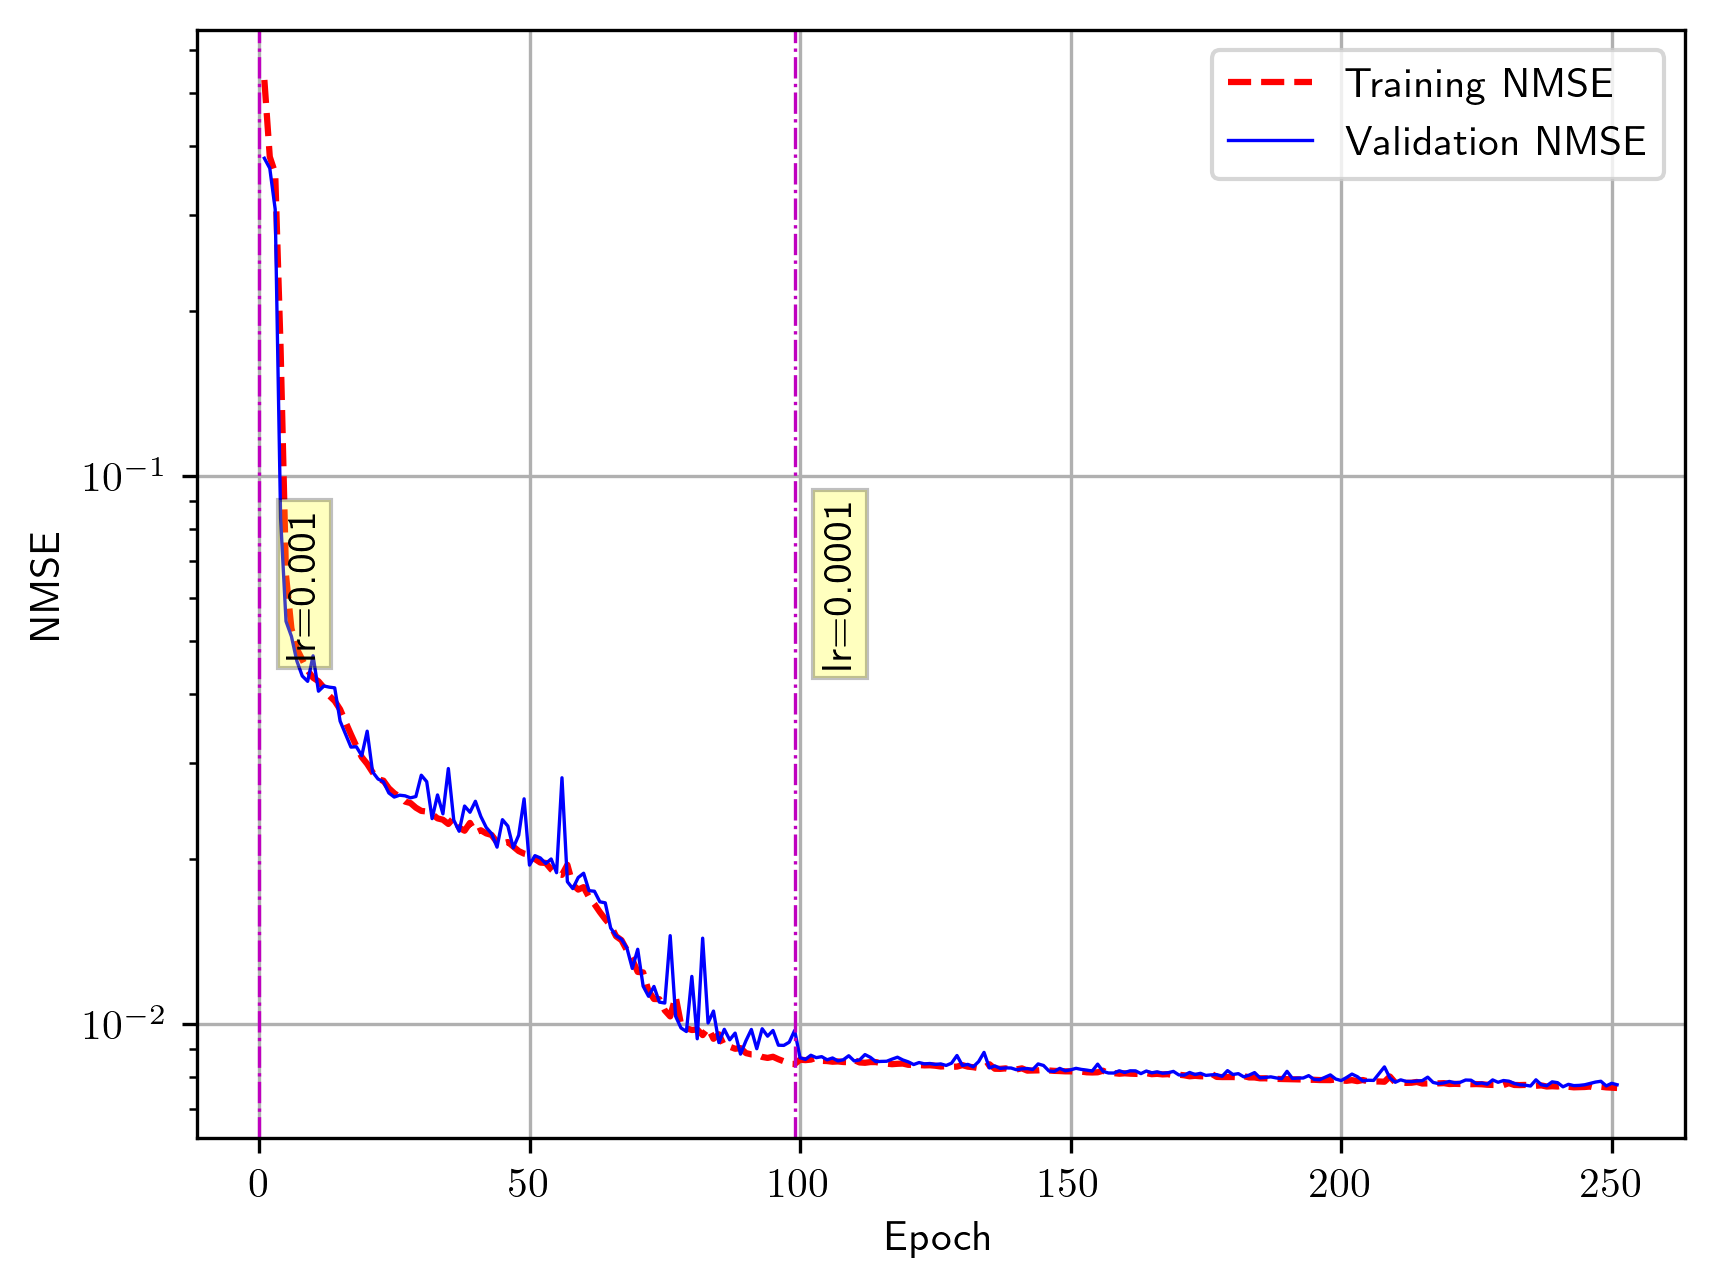 Training NMSE
Validation NMSE
10⁻¹
10⁻²
NMSE
lr=0.001
lr=0.0001
0 50 100 150 200 250
Epoch